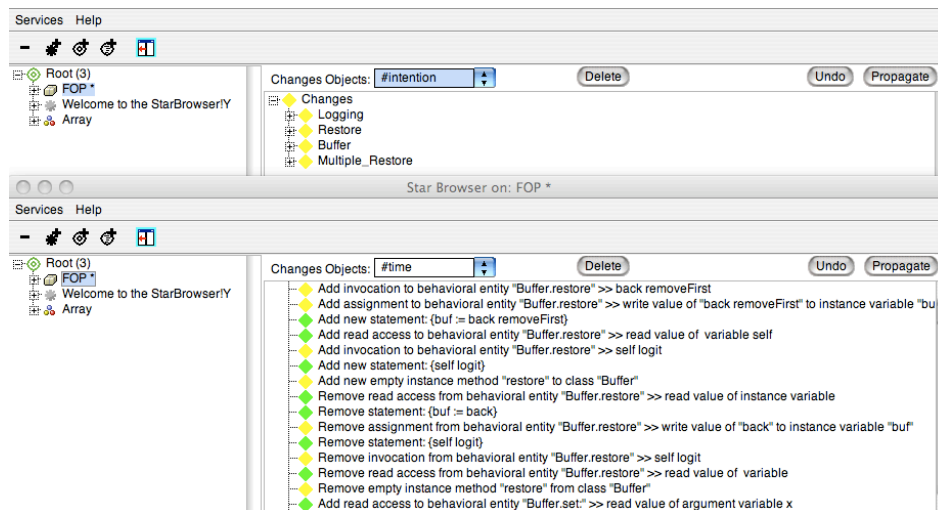 Services Help
Root (3)
FOP *
Welcome to the StarBrowser!Y
Array
Changes Objects: #intention Delete Undo Propagate
Changes
Logging
Restore
Buffer
Multiple_Restore
Star Browser on: FOP *
Services Help
Root (3)
FOP *
Welcome to the StarBrowser!Y
Array
Changes Objects: #time Delete Undo Propagate
Add invocation to behavioral entity "Buffer.restore" >> back removeFirst
Add assignment to behavioral entity "Buffer.restore" >> write value of "back removeFirst" to instance variable "bu
Add new statement: {buf := back removeFirst}
Add read access to behavioral entity "Buffer.restore" >> read value of  variable self
Add invocation to behavioral entity "Buffer.restore" >> self logit
Add new statement: {self logit}
Add new empty instance method "restore" to class "Buffer"
Remove read access from behavioral entity "Buffer.restore" >> read value of instance variable
Remove statement: {buf := back}
Remove assignment from behavioral entity "Buffer.restore" >> write value of "back" to instance variable "buf"
Remove statement: {self logit}
Remove invocation from behavioral entity "Buffer.restore" >> self logit
Remove read access from behavioral entity "Buffer.restore" >> read value of  variable
Remove empty instance method "restore" from class "Buffer"
Add read access to behavioral entity "Buffer.set:" >> read value of argument variable x